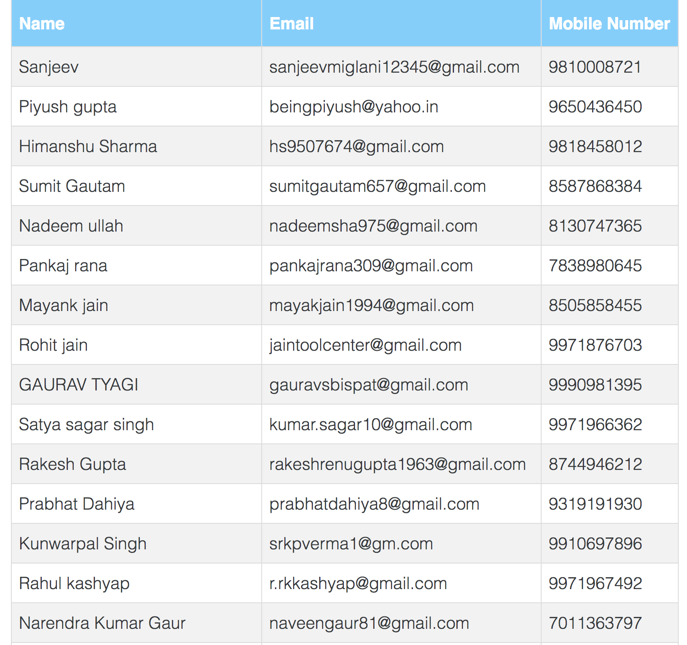 Name Email Mobile Number
Sanjeev sanjeevmiglani12345@gmail.com 9810008721
Piyush gupta beingpiyush@yahoo.in 9650436450
Himanshu Sharma hs9507674@gmail.com 9818458012
Sumit Gautam sumitgautam657@gmail.com 8587868384
Nadeem ullah nadeemsha975@gmail.com 8130747365
Pankaj rana pankajrana309@gmail.com 7838980645
Mayank jain mayakjain1994@gmail.com 8505858455
Rohit jain jaintoolcenter@gmail.com 9971876703
GAURAV TYAGI gauravsbispat@gmail.com 9990981395
Satya sagar singh kumar.sagar10@gmail.com 9971966362
Rakesh Gupta rakeshrenugupta1963@gmail.com 8744946212
Prabhat Dahiya prabhatdahiya8@gmail.com 9319191930
Kunwarpal Singh srkpverma1@gm.com 9910697896
Rahul kashyap r.rkkashyap@gmail.com 9971967492
Narendra Kumar Gaur naveengaur81@gmail.com 7011363797